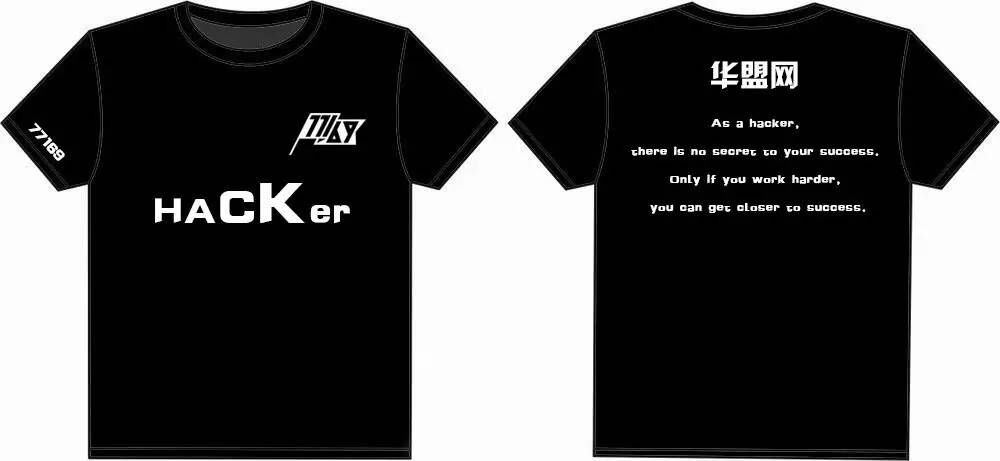 77169
77169
HACKer
华盟网
As a hacker,
there is no secret to your success.
Only if you work harder,
you can get closer to success.